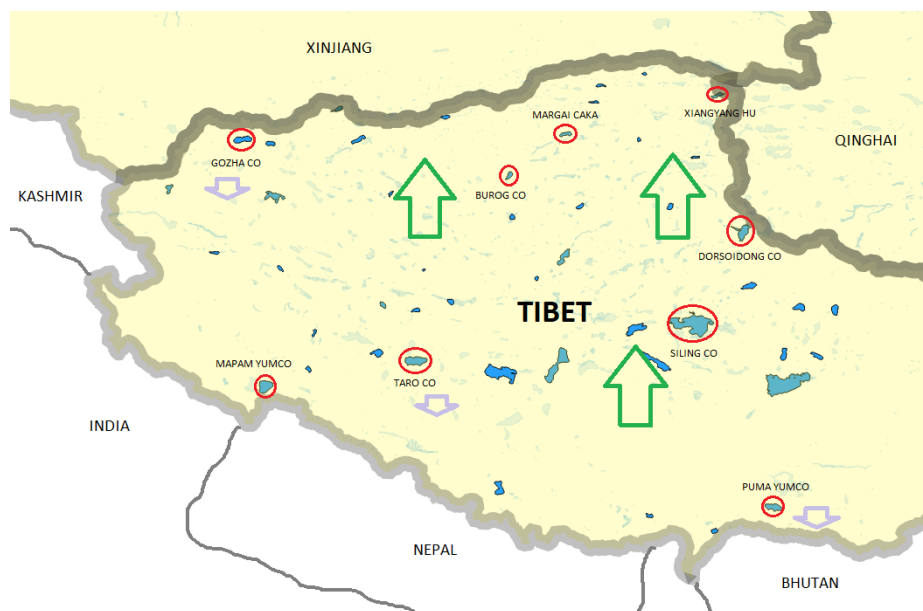 XINJIANG
XIANGYANG HU
MARGAI CAKA
QINGHAI
GOZHA CO
KASHMIR
BUROG CO
DORSOIDONG CO
TIBET
SILING CO
MAPAM YUMCO
TARO CO
INDIA
PUMA YUMCO
NEPAL
BHUTAN